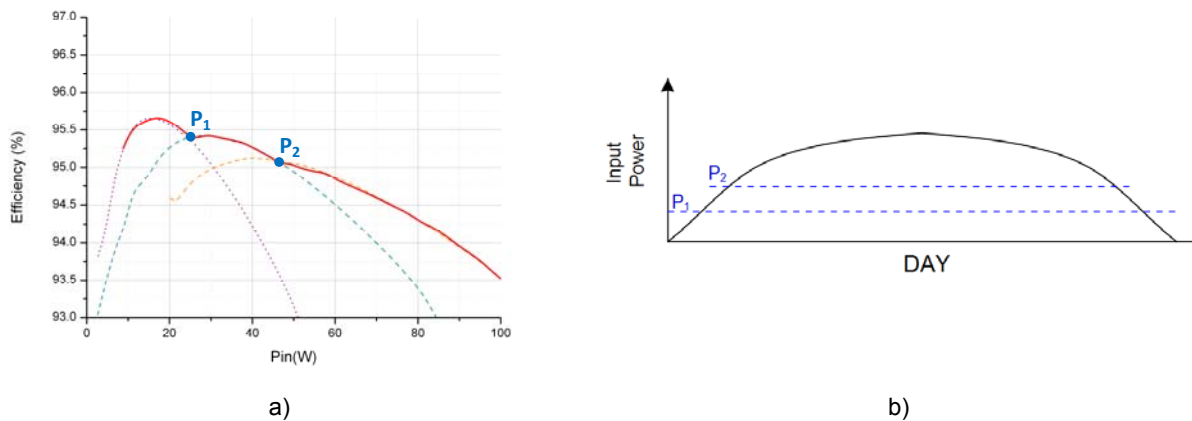 97.0
96.5
96.0
95.5
95.0
94.5
94.0
93.5
93.0
Efficiency (%)
P1
P2
0
20
40
60
80
100
Pin(W)
a)
Input
Power
P2
P1
DAY
b)